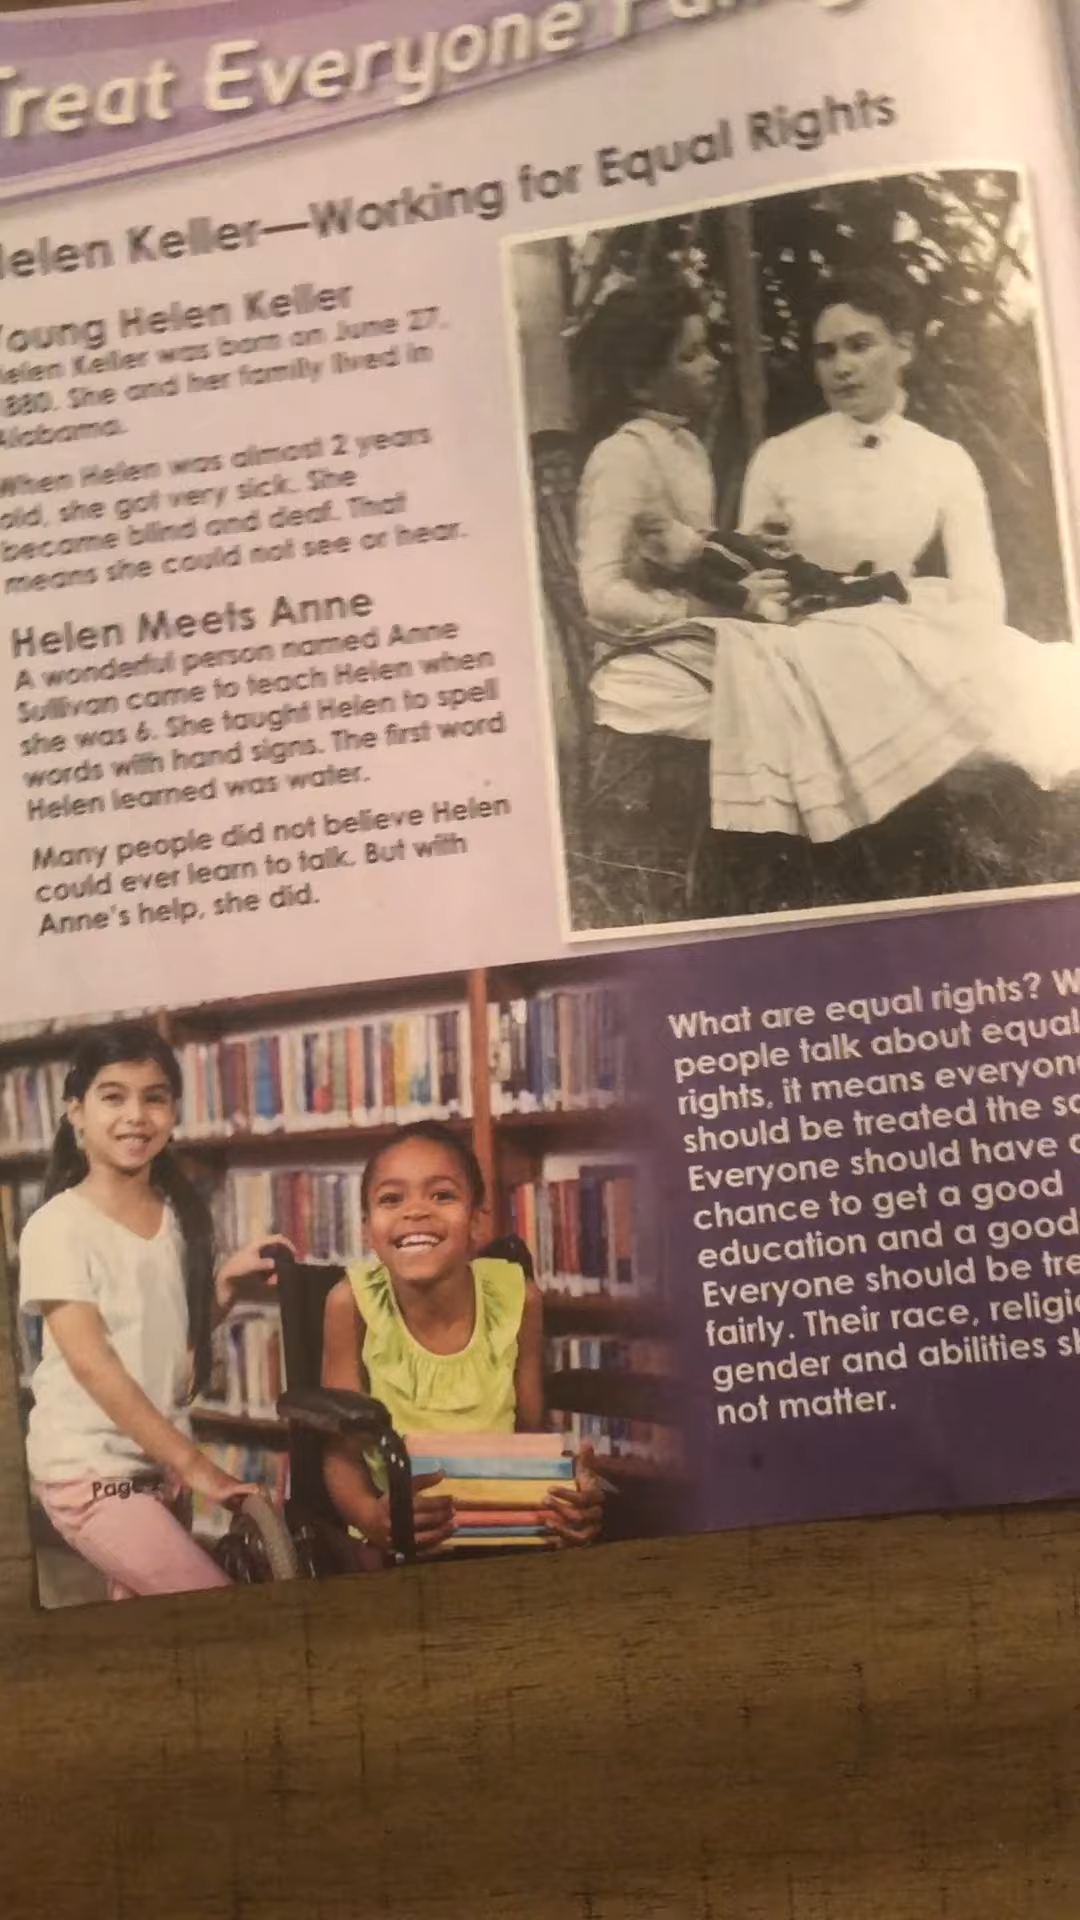 Treat Everyone
Helen Keller—Working for Equal Rights
Young Helen Keller
Helen Keller was born on June 27,
1880. She and her family lived in
Alabama.
When Helen was almost 2 years
old, she got very sick. She
became blind and deaf. That
means she could not see or hear.
Helen Meets Anne
A wonderful person named Anne
Sullivan came to teach Helen when
she was 6. She taught Helen to spell
words with hand signs. The first word
Helen learned was water.
Many people did not believe Helen
could ever learn to talk. But with
Anne's help, she did.
What are equal rights?
people talk about equal
rights, it means everyone
should be treated the
Everyone should have
chance to get a good
education and a good
Everyone should be
fairly. Their race,
gender and abilities
not matter.
Page